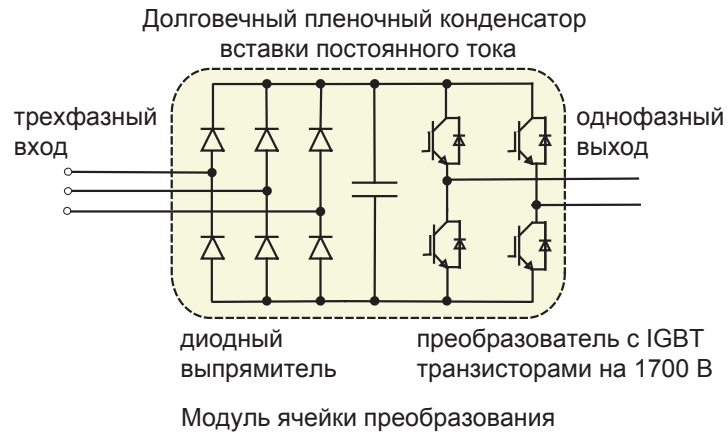 Долговечный пленочный конденсатор
вставки постоянного тока
трехфазный
вход
однофазный
выход
диодный
выпрямитель
преобразователь с IGBT
транзисторами на 1700 В
Модуль ячейки преобразования